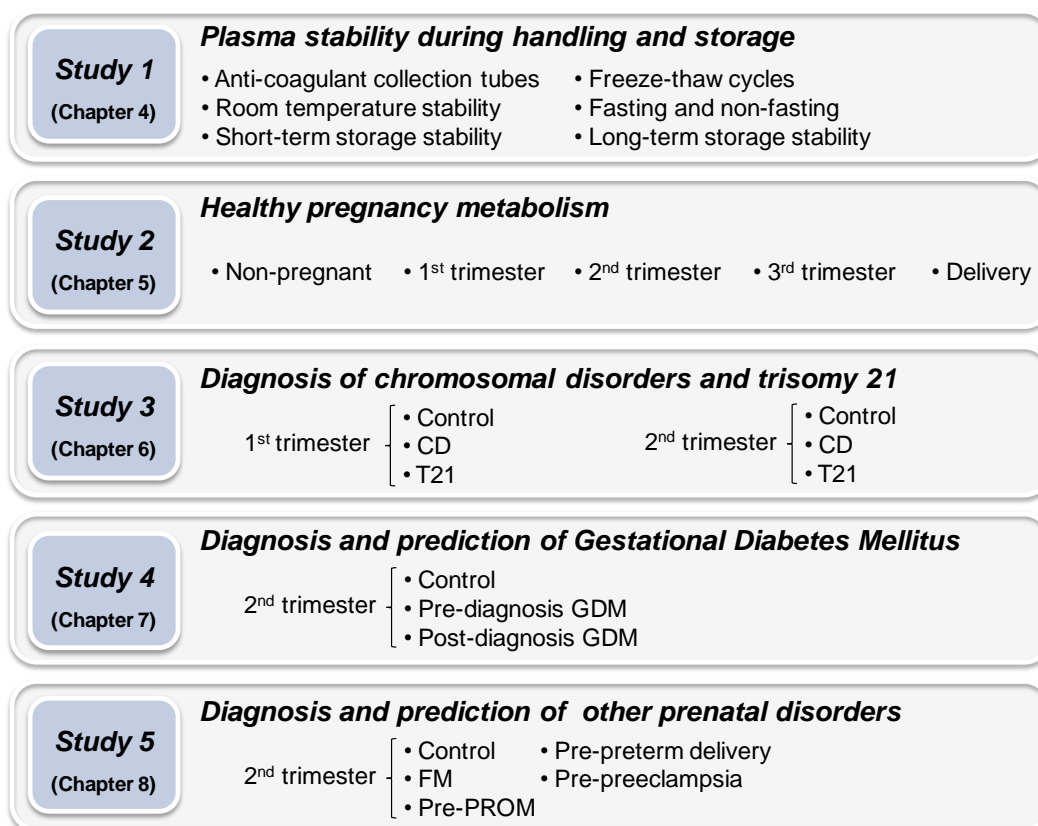 Study 1
(Chapter 4)
Plasma stability during handling and storage
• Anti-coagulant collection tubes
• Room temperature stability
• Short-term storage stability
• Freeze-thaw cycles
• Fasting and non-fasting
• Long-term storage stability
Study 2
(Chapter 5)
Healthy pregnancy metabolism
• Non-pregnant • 1st trimester • 2nd trimester • 3rd trimester • Delivery
Study 3
(Chapter 6)
Diagnosis of chromosomal disorders and trisomy 21
1st trimester
• Control
• CD
• T21
2nd trimester
• Control
• CD
• T21
Study 4
(Chapter 7)
Diagnosis and prediction of Gestational Diabetes Mellitus
2nd trimester
• Control
• Pre-diagnosis GDM
• Post-diagnosis GDM
Study 5
(Chapter 8)
Diagnosis and prediction of other prenatal disorders
2nd trimester
• Control
• FM
• Pre-PROM
• Pre-preterm delivery
• Pre-preeclampsia